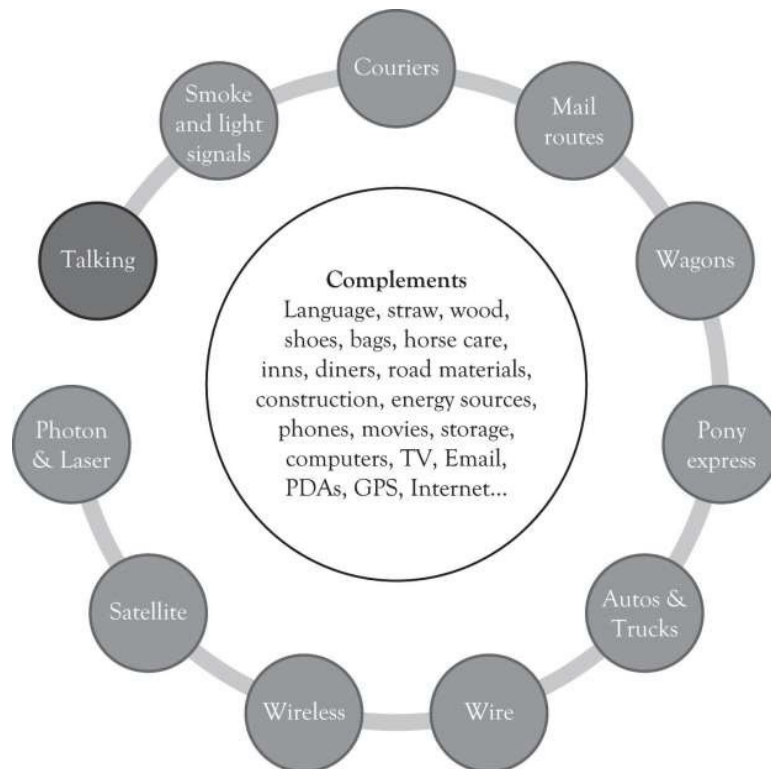 Talking
Smoke
and light
signals
Couriers
Mail
routes
Wagons
Pony
express
Autos &
Trucks
Wire
Wireless
Satellite
Photon
& Laser
Complements
Language, straw, wood,
shoes, bags, horse care,
inns, diners, road materials,
construction, energy sources,
phones, movies, storage,
computers, TV, Email,
PDAs, GPS, Internet...